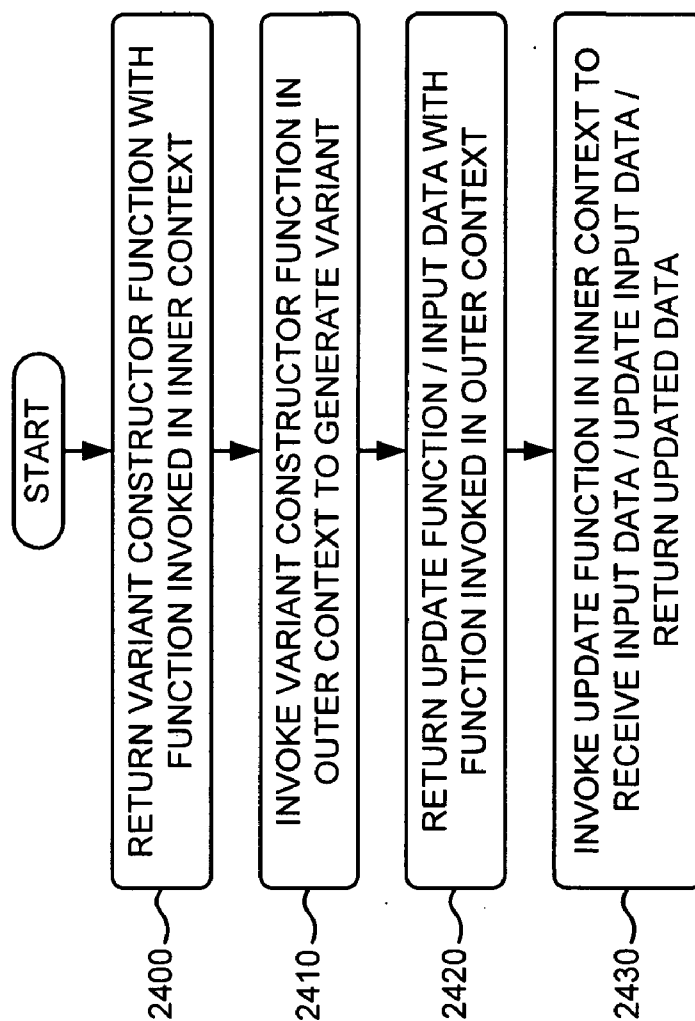 START
2400
RETURN VARIANT CONSTRUCTOR FUNCTION WITH
FUNCTION INVOKED IN INNER CONTEXT
2410
INVOKE VARIANT CONSTRUCTOR FUNCTION IN
OUTER CONTEXT TO GENERATE VARIANT
2420
RETURN UPDATE FUNCTION / INPUT DATA WITH
FUNCTION INVOKED IN OUTER CONTEXT
2430
INVOKE UPDATE FUNCTION IN INNER CONTEXT TO
RECEIVE INPUT DATA / UPDATE INPUT DATA /
RETURN UPDATED DATA